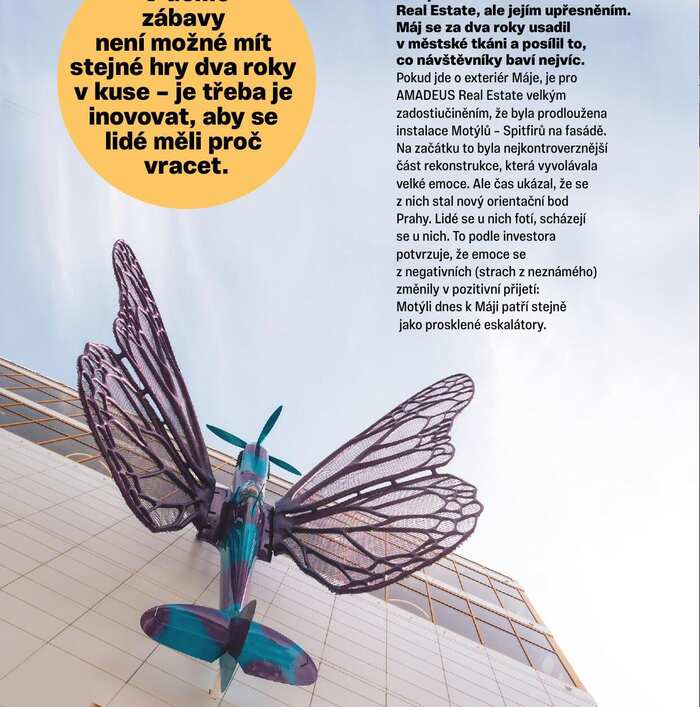 zábavy
není možné mít
stejné hry dva roky
v kuse – je třeba je
inovovat, aby se
lidé měli proč
vracet.
Real Estate, ale jejím upřesněním.
Máj se za dva roky usadil
v městské tkáni a posílil to,
co návštěvníky baví nejvíc.
Pokud jde o exteriér Máje, je pro
AMADEUS Real Estate velkým
zadostiučiněním, že byla prodloužena
instalace Motýlů – Spitfirů na fasádě.
Na začátku to byla nejkontroverznější
část rekonstrukce, která vyvolávala
velké emoce. Ale čas ukázal, že se
z nich stal nový orientační bod
Prahy. Lidé se u nich fotí, scházejí
se u nich. To podle investora
potvrzuje, že emoce se
z negativních (strach z neznámého)
změnily v pozitivní přijetí:
Motýli dnes k Máji patří stejně
jako prosklené eskalátory.